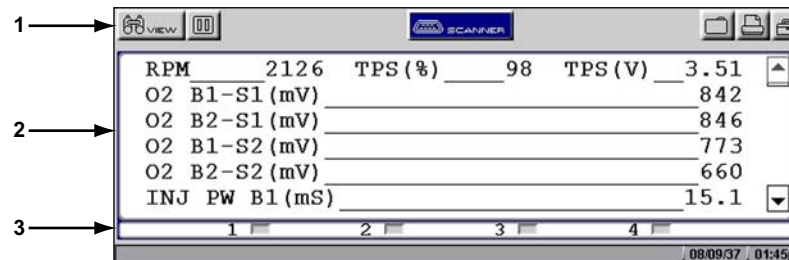 1 VIEW SCANNER
RPM 2126 TPS(%) 98 TPS(V) 3.51
O2 B1-S1(mV) 842
O2 B2-S1(mV) 846
2
O2 B1-S2(mV) 773
O2 B2-S2(mV) 660
INJ PW B1(mS) 15.1
3 1 2 3 4
08/09/37 01:45